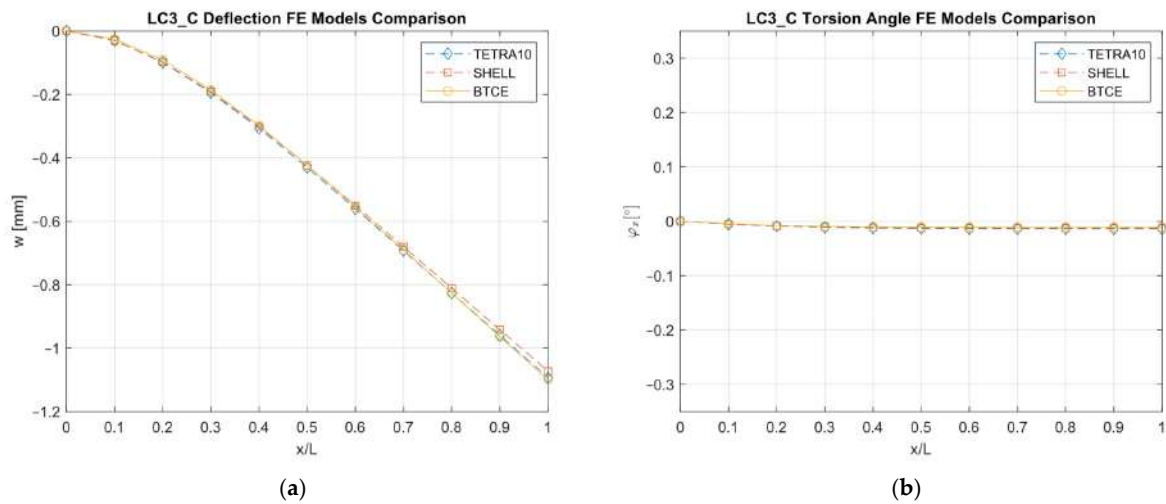 LC3_C Deflection FE Models Comparison
0
−0.2
−0.4
−0.6
−0.8
−1
−1.2
w [mm]
TETRA10
SHELL
BTCE
0 0.1 0.2 0.3 0.4 0.5 0.6 0.7 0.8 0.9 1
x/L
(a)
LC3_C Torsion Angle FE Models Comparison
0.3
0.2
0.1
0
−0.1
−0.2
−0.3
φₓ [°]
TETRA10
SHELL
BTCE
0 0.1 0.2 0.3 0.4 0.5 0.6 0.7 0.8 0.9 1
x/L
(b)